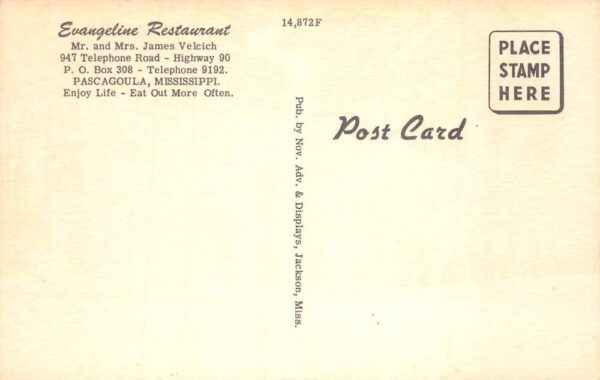 Evangeline Restaurant
Mr. and Mrs. James Velcich
947 Telephone Road - Highway 90
P. O. Box 308 - Telephone 9192.
PASCAGOULA, MISSISSIPPI.
Enjoy Life - Eat Out More Often.
14,872F
Pub. by Nov. Adv. & Displays, Jackson, Miss.
Post Card
PLACE
STAMP
HERE